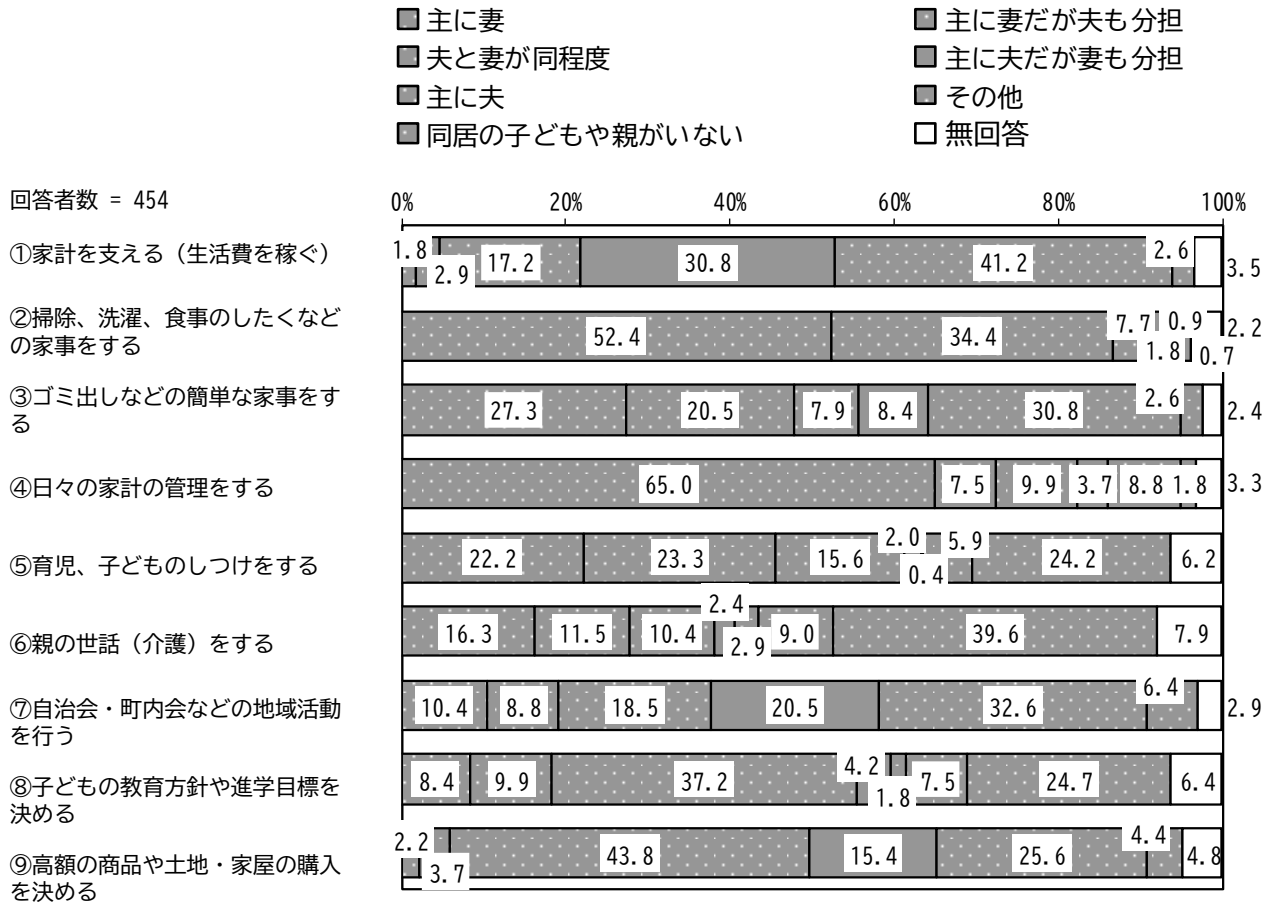 主に妻
主に妻だが夫も分担
夫と妻が同程度
主に夫だが妻も分担
主に夫
その他
同居の子どもや親がいない
無回答
回答者数 = 454
0% 20% 40% 60% 80% 100%
①家計を支える（生活費を稼ぐ）
1.8 2.9 17.2 30.8 41.2 2.6 3.5
②掃除、洗濯、食事のしたくなど
の家事をする
52.4 34.4 7.7 1.8 0.9 0.7 2.2
③ゴミ出しなどの簡単な家事をす
る
27.3 20.5 7.9 8.4 30.8 2.6 2.4
④日々の家計の管理をする
65.0 7.5 9.9 3.7 8.8 1.8 3.3
⑤育児、子どものしつけをする
22.2 23.3 15.6 2.0 0.4 5.9 24.2 6.2
⑥親の世話（介護）をする
16.3 11.5 10.4 2.4 2.9 9.0 39.6 7.9
⑦自治会・町内会などの地域活動
を行う
10.4 8.8 18.5 20.5 32.6 6.4 2.9
⑧子どもの教育方針や進学目標を
決める
8.4 9.9 37.2 4.2 1.8 7.5 24.7 6.4
⑨高額の商品や土地・家屋の購入
を決める
2.2 3.7 43.8 15.4 25.6 4.4 4.8